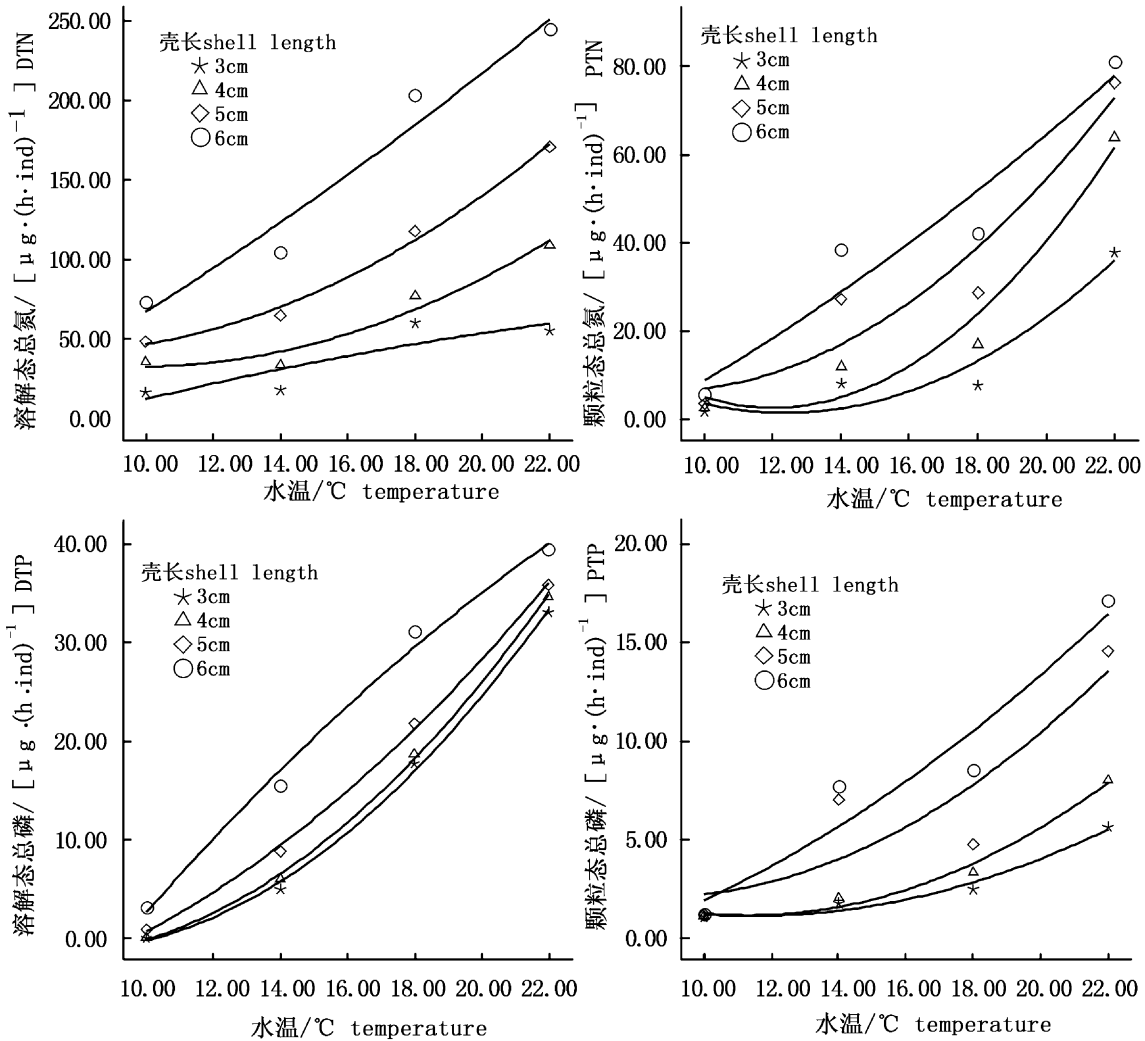 溶解态总氮/[μg·(h·ind)⁻¹] DTN
250.00
200.00
150.00
100.00
50.00
0.00
壳长shell length
3cm
4cm
5cm
6cm
10.00 12.00 14.00 16.00 18.00 20.00 22.00
水温/℃ temperature
颗粒态总氮/[μg·(h·ind)⁻¹] PTN
80.00
60.00
40.00
20.00
0.00
壳长shell length
3cm
4cm
5cm
6cm
10.00 12.00 14.00 16.00 18.00 20.00 22.00
水温/℃ temperature
溶解态总磷/[μg·(h·ind)⁻¹] DTP
40.00
30.00
20.00
10.00
0.00
壳长shell length
3cm
4cm
5cm
6cm
10.00 12.00 14.00 16.00 18.00 20.00 22.00
水温/℃ temperature
颗粒态总磷/[μg·(h·ind)⁻¹] PTP
20.00
15.00
10.00
5.00
0.00
壳长shell length
3cm
4cm
5cm
6cm
10.00 12.00 14.00 16.00 18.00 20.00 22.00
水温/℃ temperature